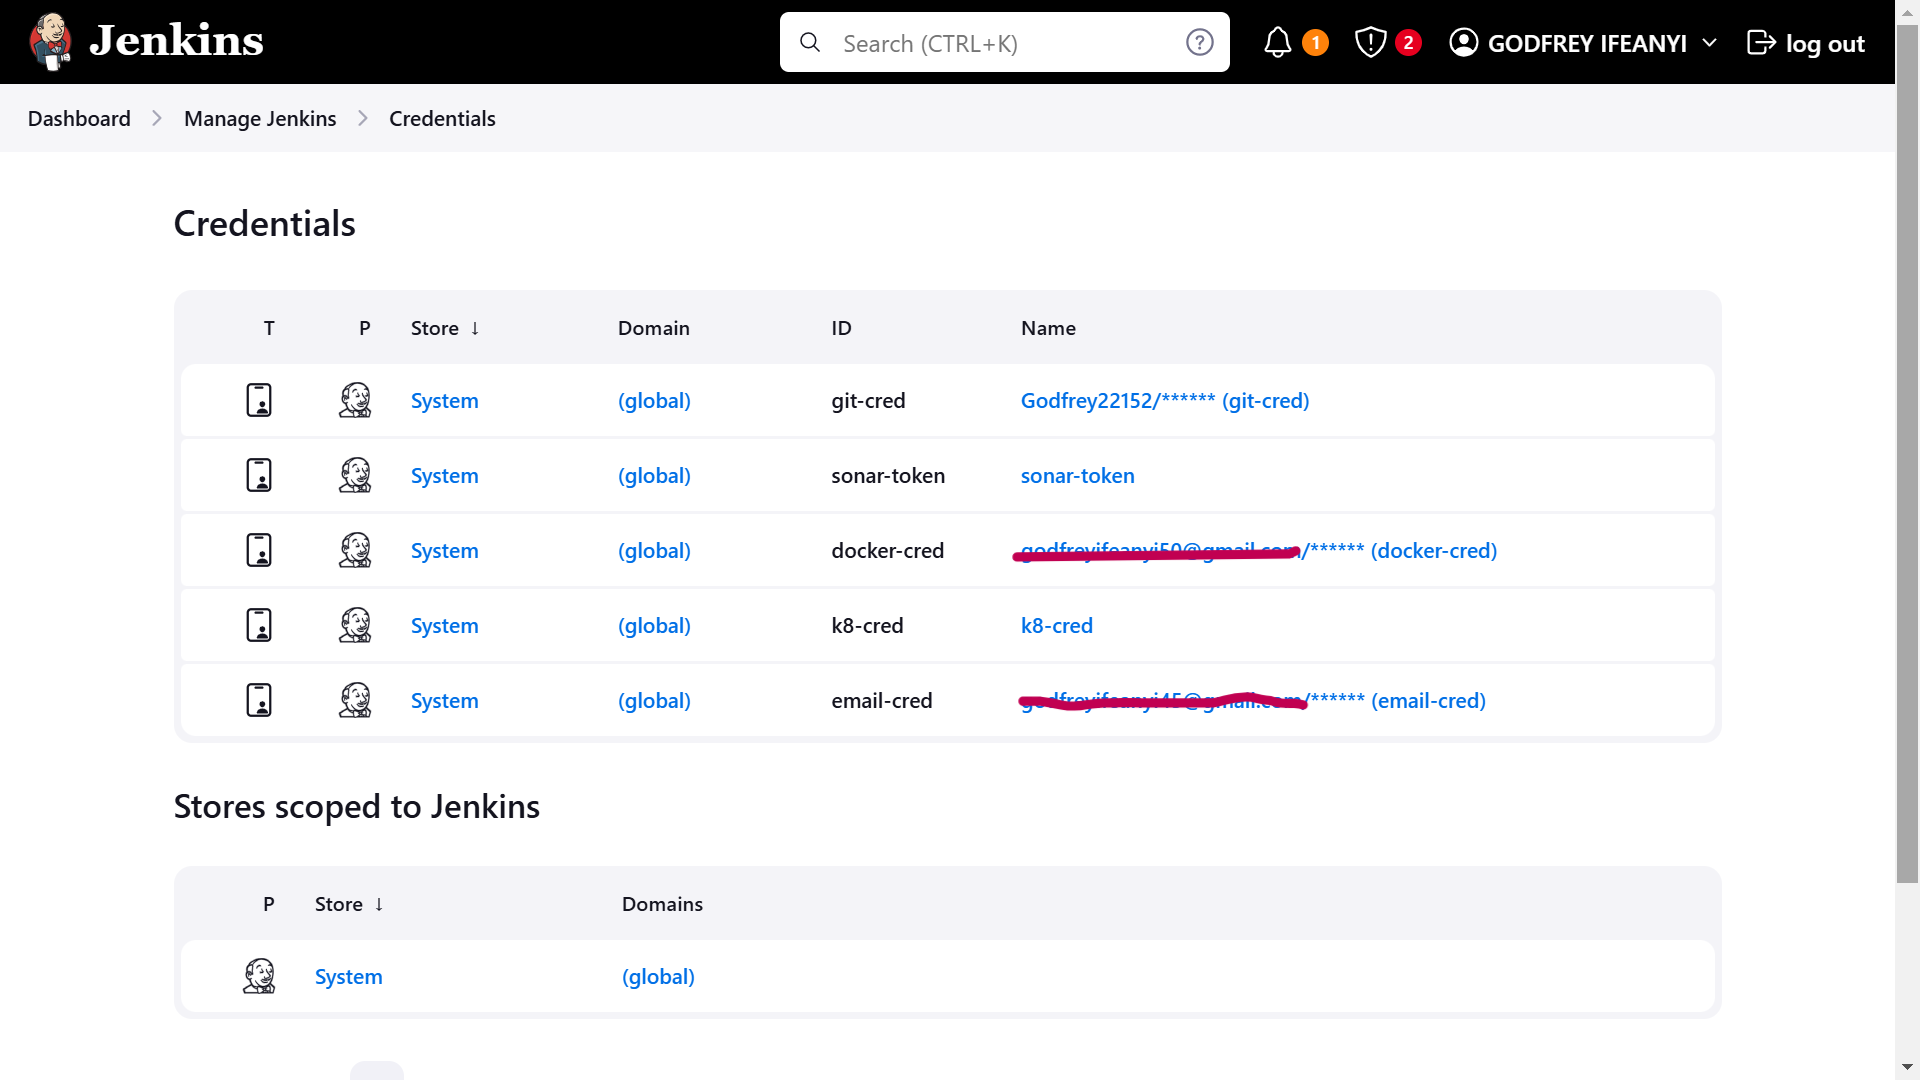 Jenkins
Search (CTRL+K)
1
2
GODFREY IFEANYI
log out
Dashboard > Manage Jenkins > Credentials
Credentials
T P Store ↓ Domain ID Name
System (global) git-cred Godfrey22152/****** (git-cred)
System (global) sonar-token sonar-token
System (global) docker-cred /****** (docker-cred)
System (global) k8-cred k8-cred
System (global) email-cred /****** (email-cred)
Stores scoped to Jenkins
P Store ↓ Domains
System (global)